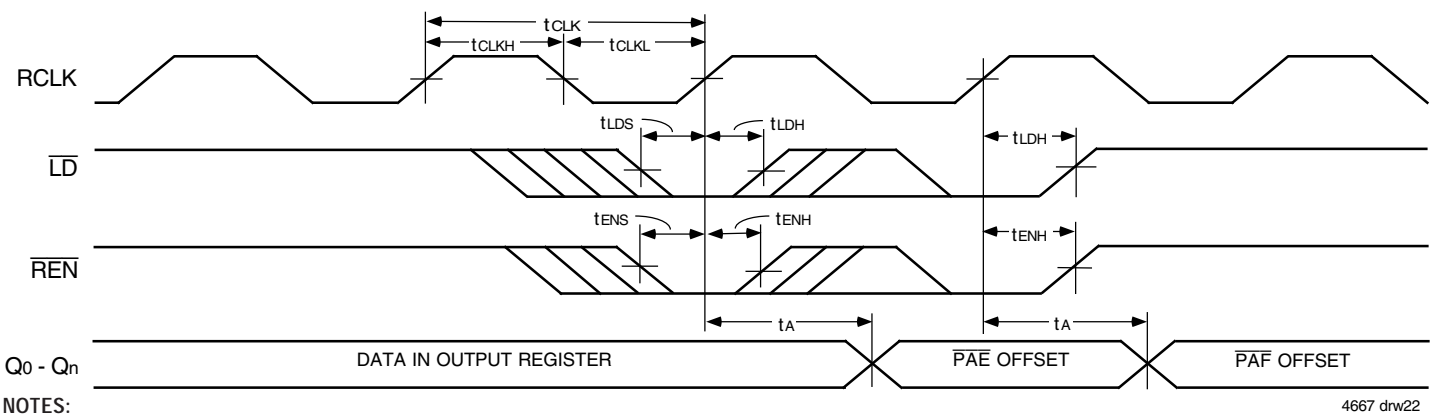 tCLK
tCLKH
tCLKL
RCLK
tLDS
tLDH
tLDH
LD
tENS
tENH
tENH
REN
tA
tA
Q0 - Qn
DATA IN OUTPUT REGISTER
PAE OFFSET
PAF OFFSET
NOTES:
4667 drw22